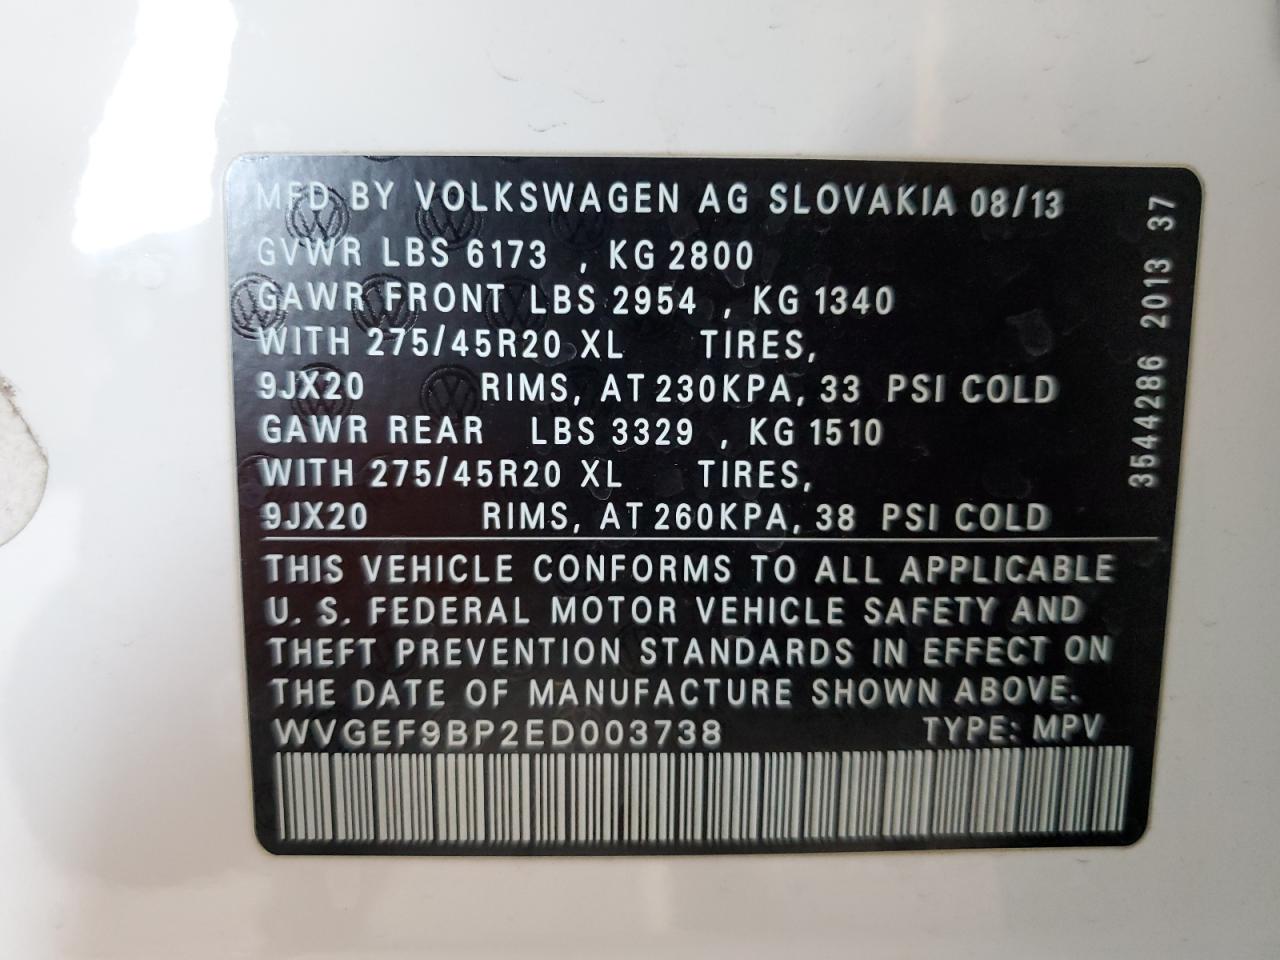 MFD BY VOLKSWAGEN AG SLOVAKIA 08/13
GVWR LBS 6173 , KG 2800
GAWR FRONT LBS 2954 , KG 1340
WITH 275/45R20 XL TIRES,
9JX20 RIMS, AT 230KPA, 33 PSI COLD
GAWR REAR LBS 3329 , KG 1510
WITH 275/45R20 XL TIRES,
9JX20 RIMS, AT 260KPA, 38 PSI COLD
THIS VEHICLE CONFORMS TO ALL APPLICABLE
U. S. FEDERAL MOTOR VEHICLE SAFETY AND
THEFT PREVENTION STANDARDS IN EFFECT ON
THE DATE OF MANUFACTURE SHOWN ABOVE.
WVGEF9BP2ED003738 TYPE: MPV
3544286 2013 37